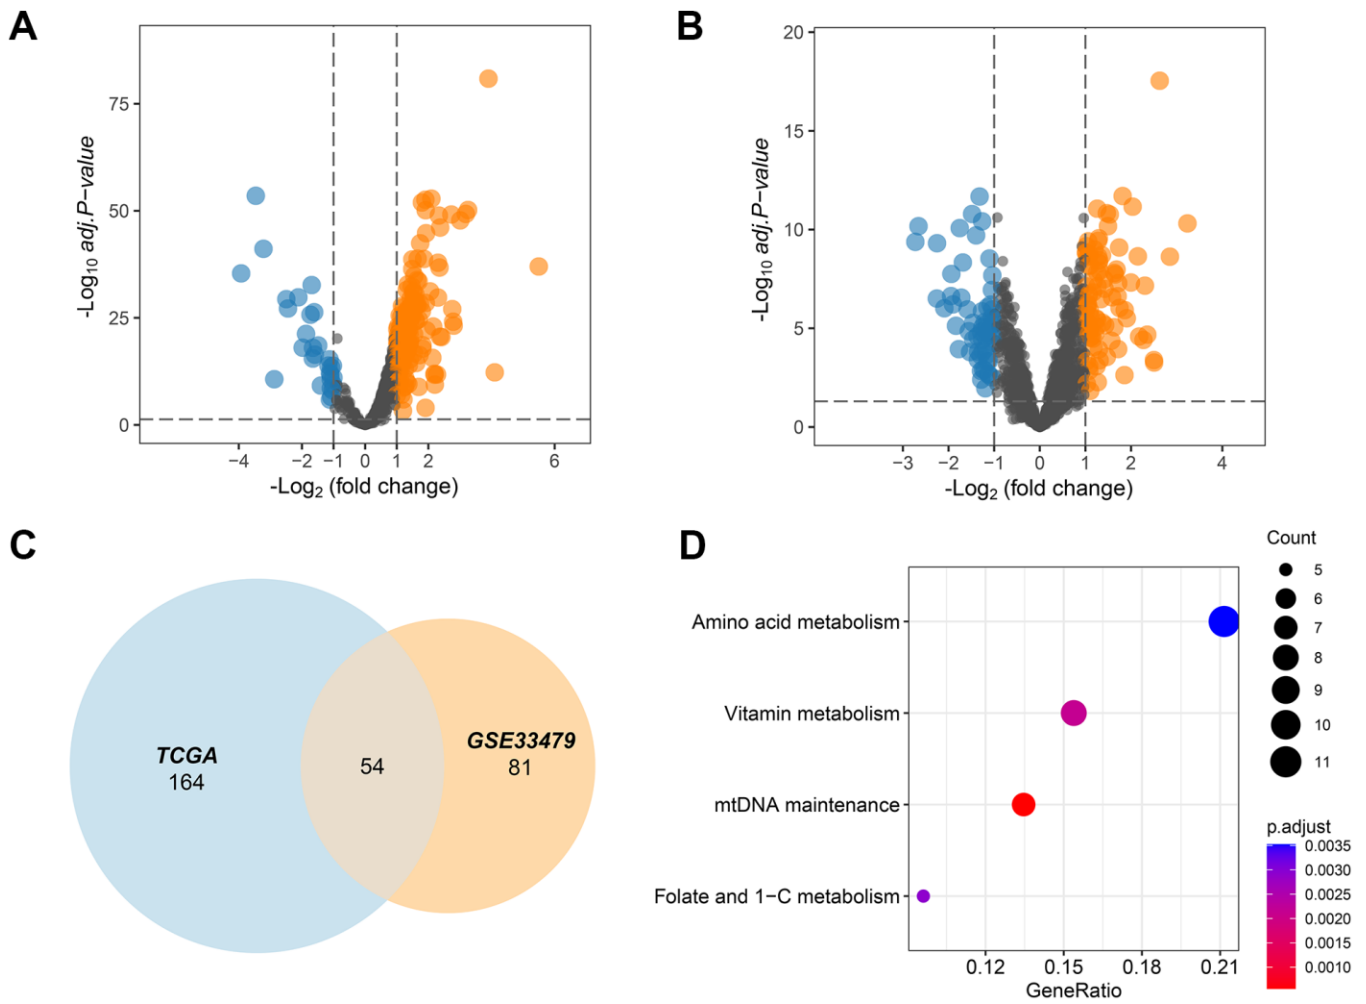 A
75
50
25
0
-Log10 adj.P−value
−4
−2
−1
0
1
2
6
-Log2 (fold change)
B
20
15
10
5
0
-Log10 adj.P−value
−3
−2
−1
0
1
2
4
-Log2 (fold change)
C
TCGA
164
54
GSE33479
81
D
Amino acid metabolism
Vitamin metabolism
mtDNA maintenance
Folate and 1−C metabolism
0.12
0.15
0.18
0.21
GeneRatio
Count
5
6
7
8
9
10
11
p.adjust
0.0035
0.0030
0.0025
0.0020
0.0015
0.0010